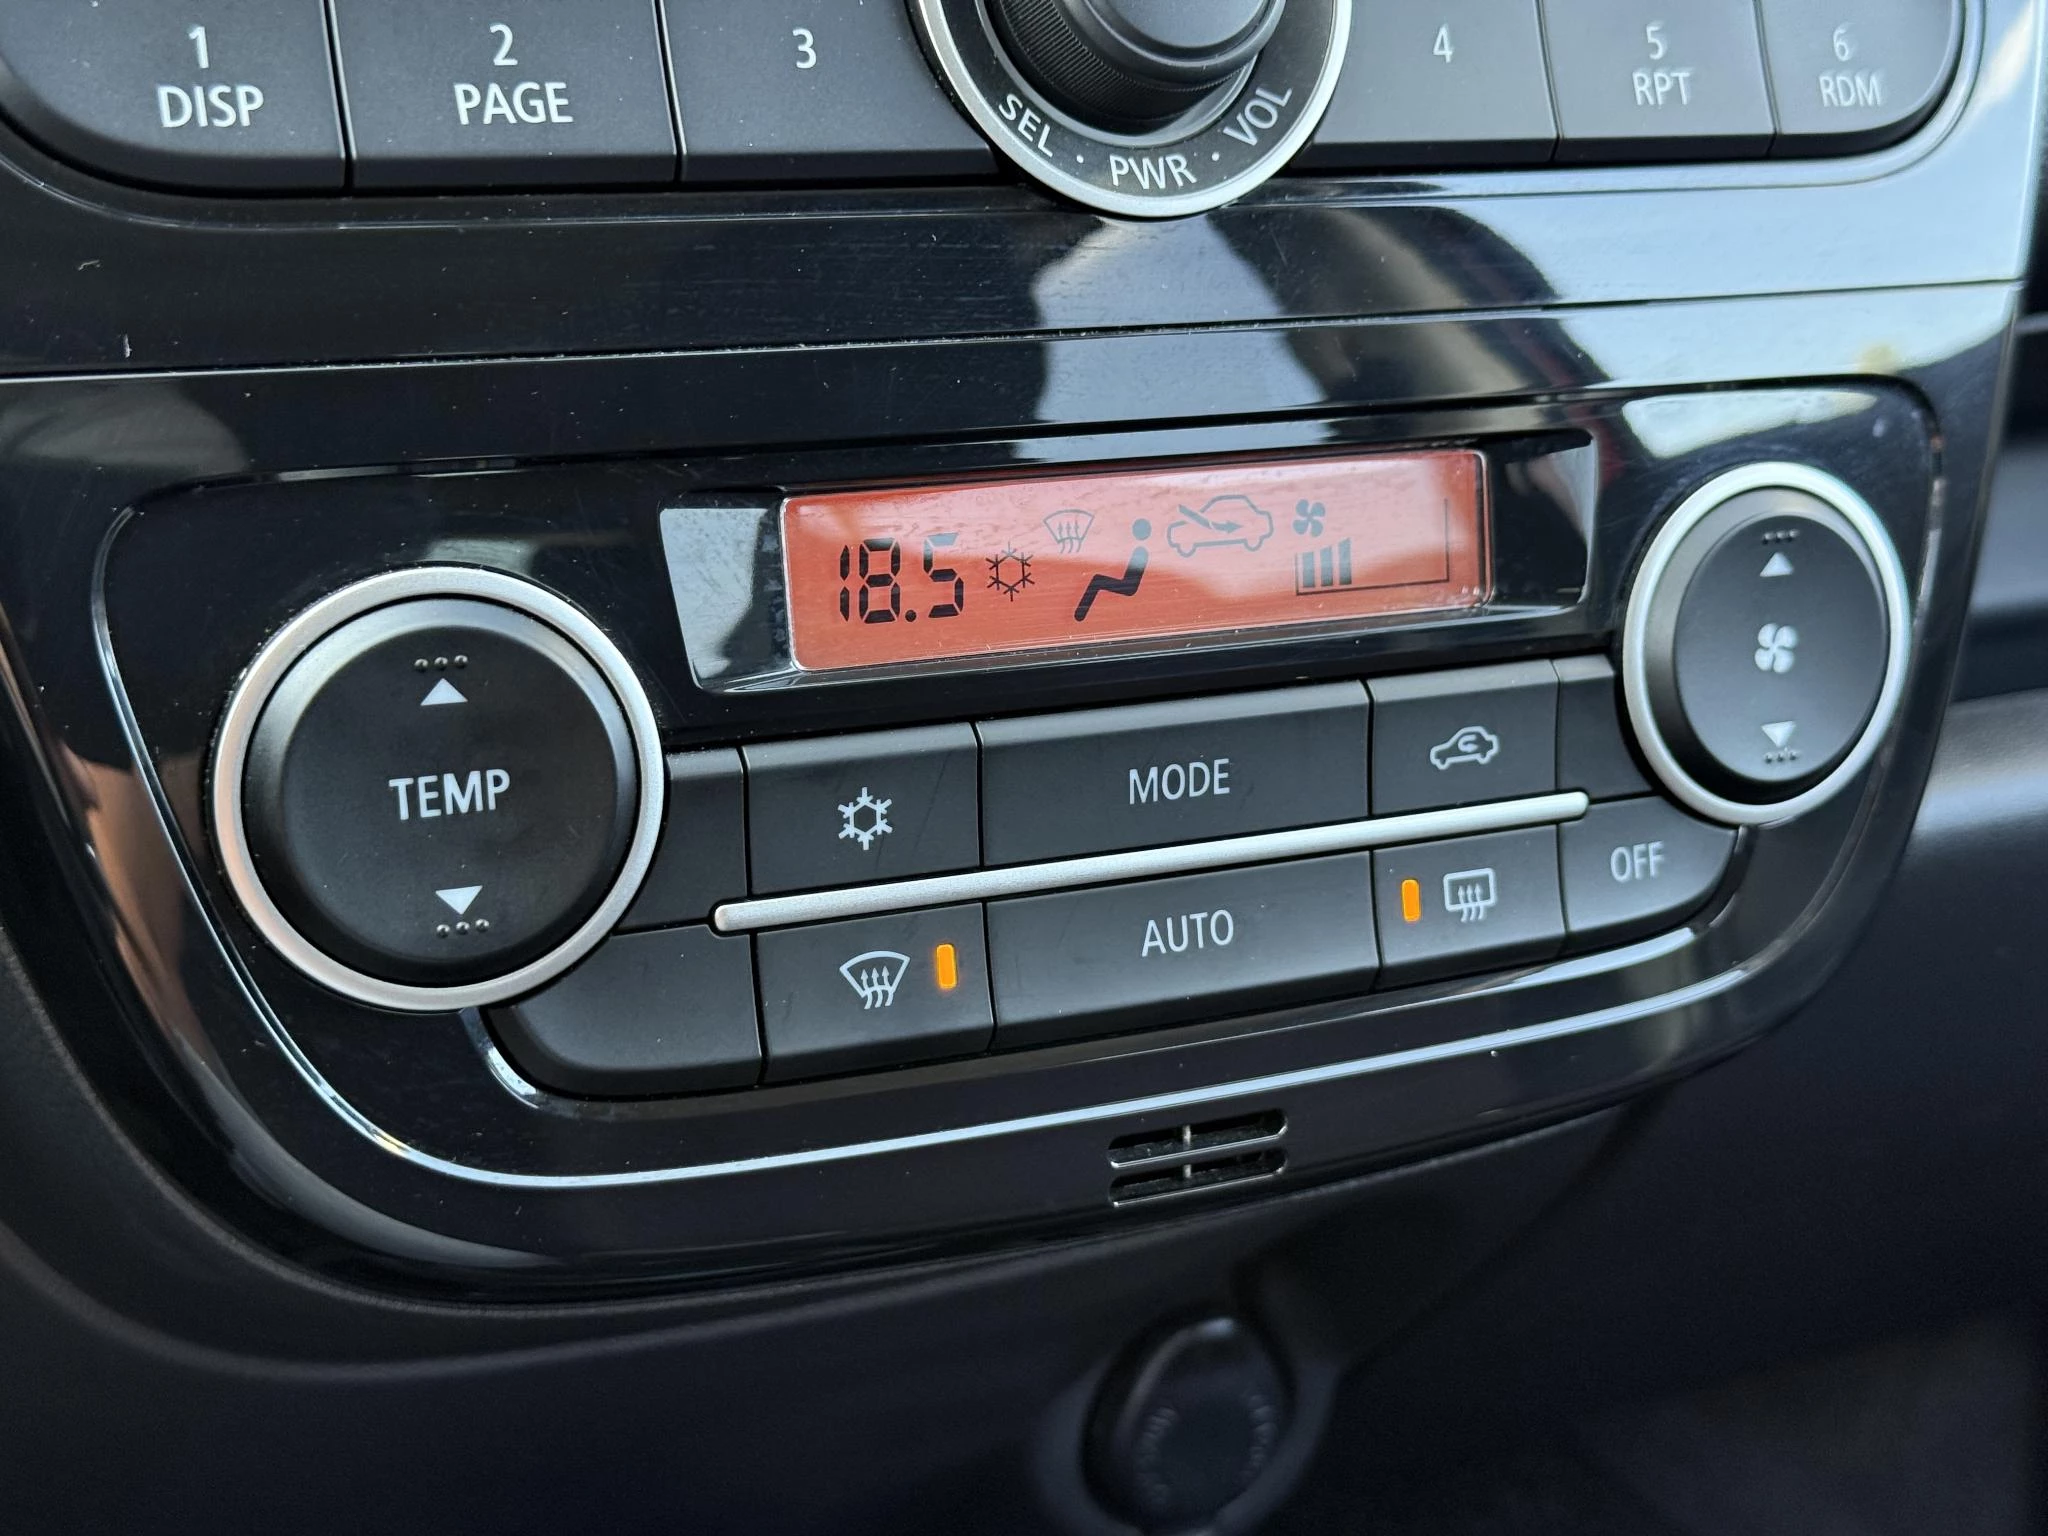 1
DISP
2
PAGE
3
SEL · PWR · VOL
4
5
RPT
6
RDM
18.5
TEMP
MODE
AUTO
OFF